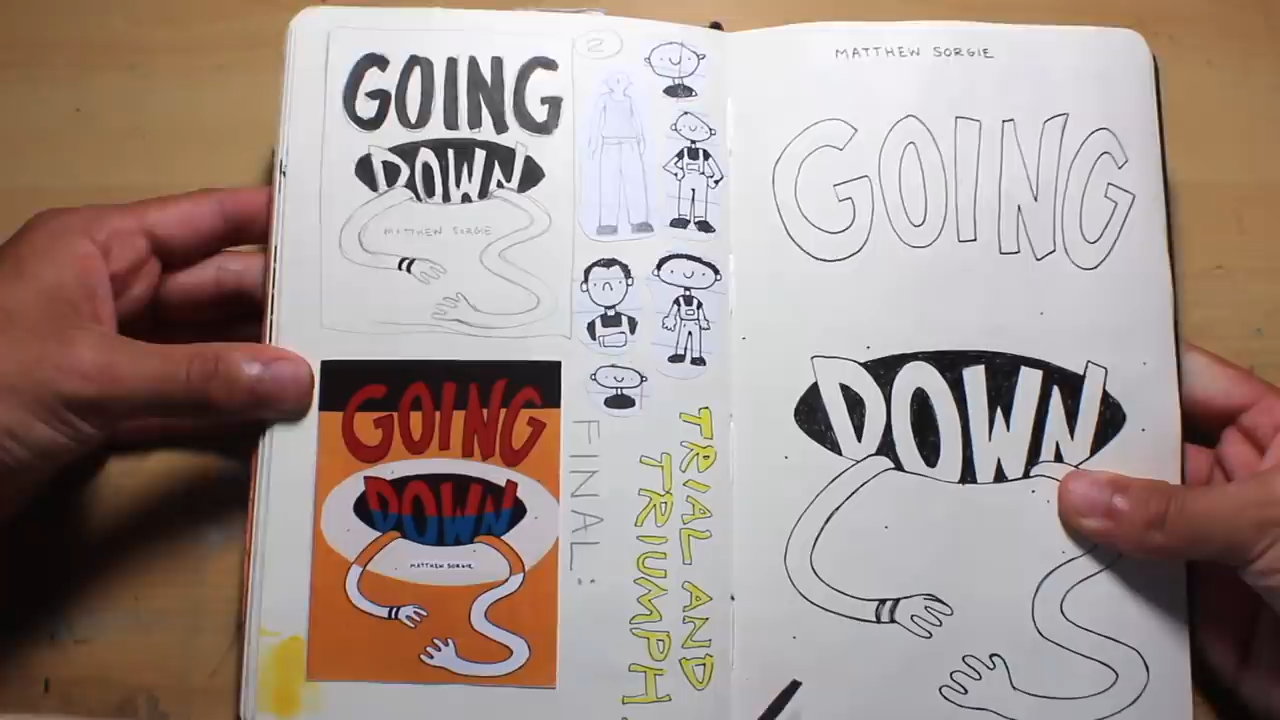 GOING
DOWN
MATTHEW SORGIE
2
GOING
DOWN
MATTHEW SORGIE
FINAL:
TRIAL AND
TRIUMPH
MATTHEW SORGIE
GOING
DOWN